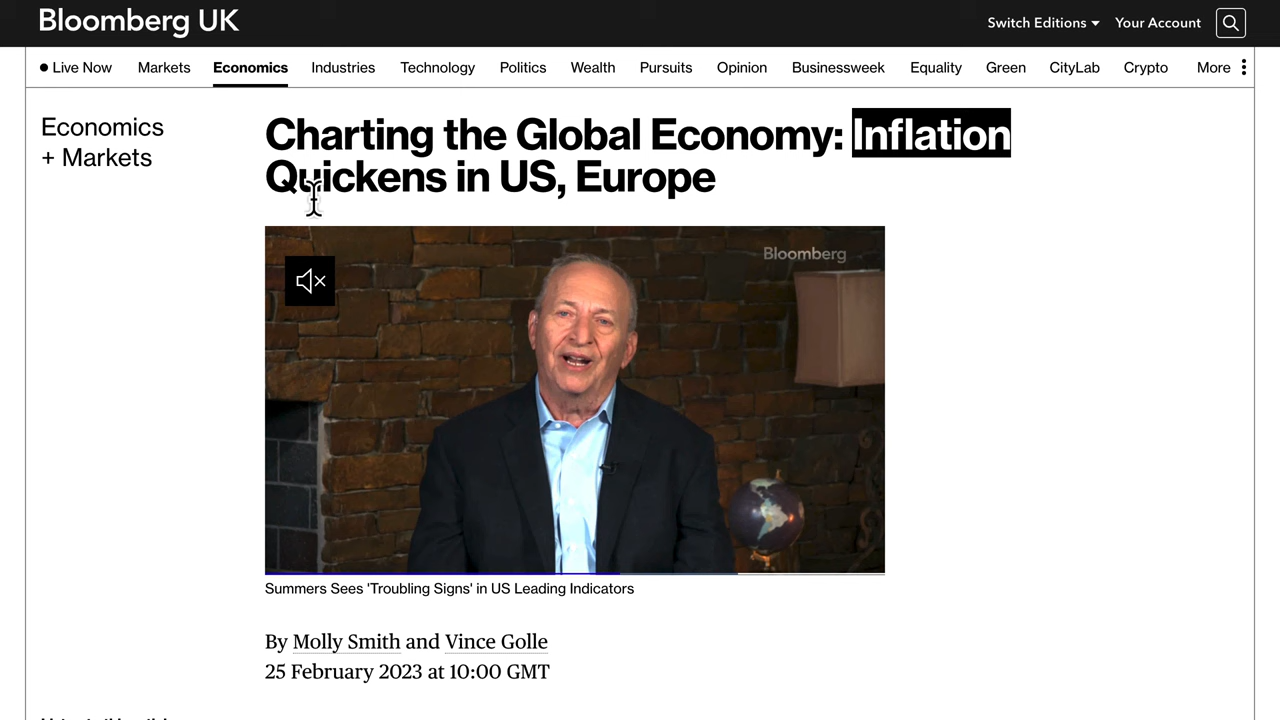 Bloomberg UK
Switch Editions
Your Account
Live Now
Markets
Economics
Industries
Technology
Politics
Wealth
Pursuits
Opinion
Businessweek
Equality
Green
CityLab
Crypto
More
Economics
+ Markets
Charting the Global Economy: Inflation
Quickens in US, Europe
Bloomberg
Summers Sees 'Troubling Signs' in US Leading Indicators
By Molly Smith and Vince Golle
25 February 2023 at 10:00 GMT